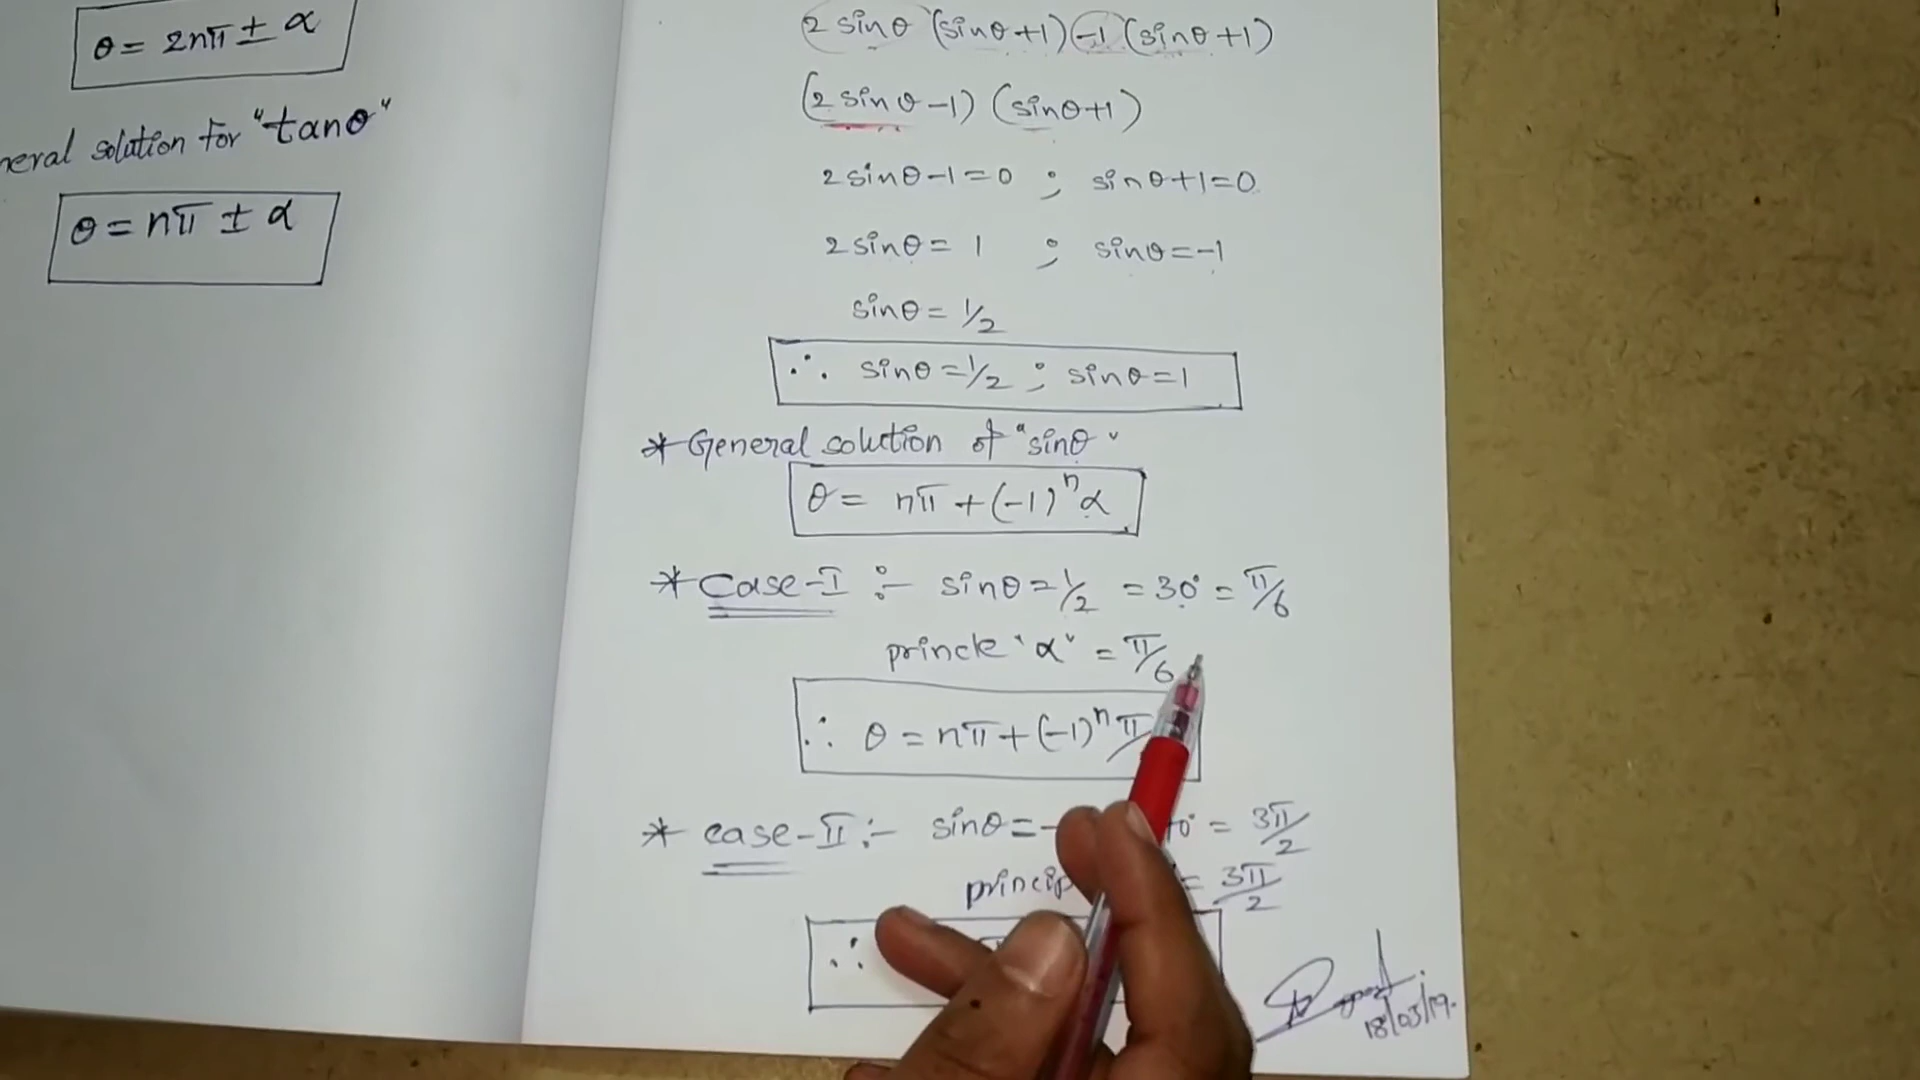 θ = 2nπ ± α
neral solution for "tanθ"
θ = nπ ± α
2 sinθ (sinθ+1) -1 (sinθ+1)
(2 sinθ-1) (sinθ+1)
2 sinθ-1=0 ; sinθ+1=0
2 sinθ = 1 ; sinθ=-1
sinθ = 1/2
∴ sinθ = 1/2 ; sinθ = 1
* General solution of "sinθ"
θ = nπ + (-1)ⁿ α
* Case-I :- sinθ = 1/2 = 30° = π/6
princle "α" = π/6
∴ θ = nπ + (-1)ⁿ π/
* case-II :- sinθ = - 0° = 3π/2
princip = 3π/2
∴
18/03/19.